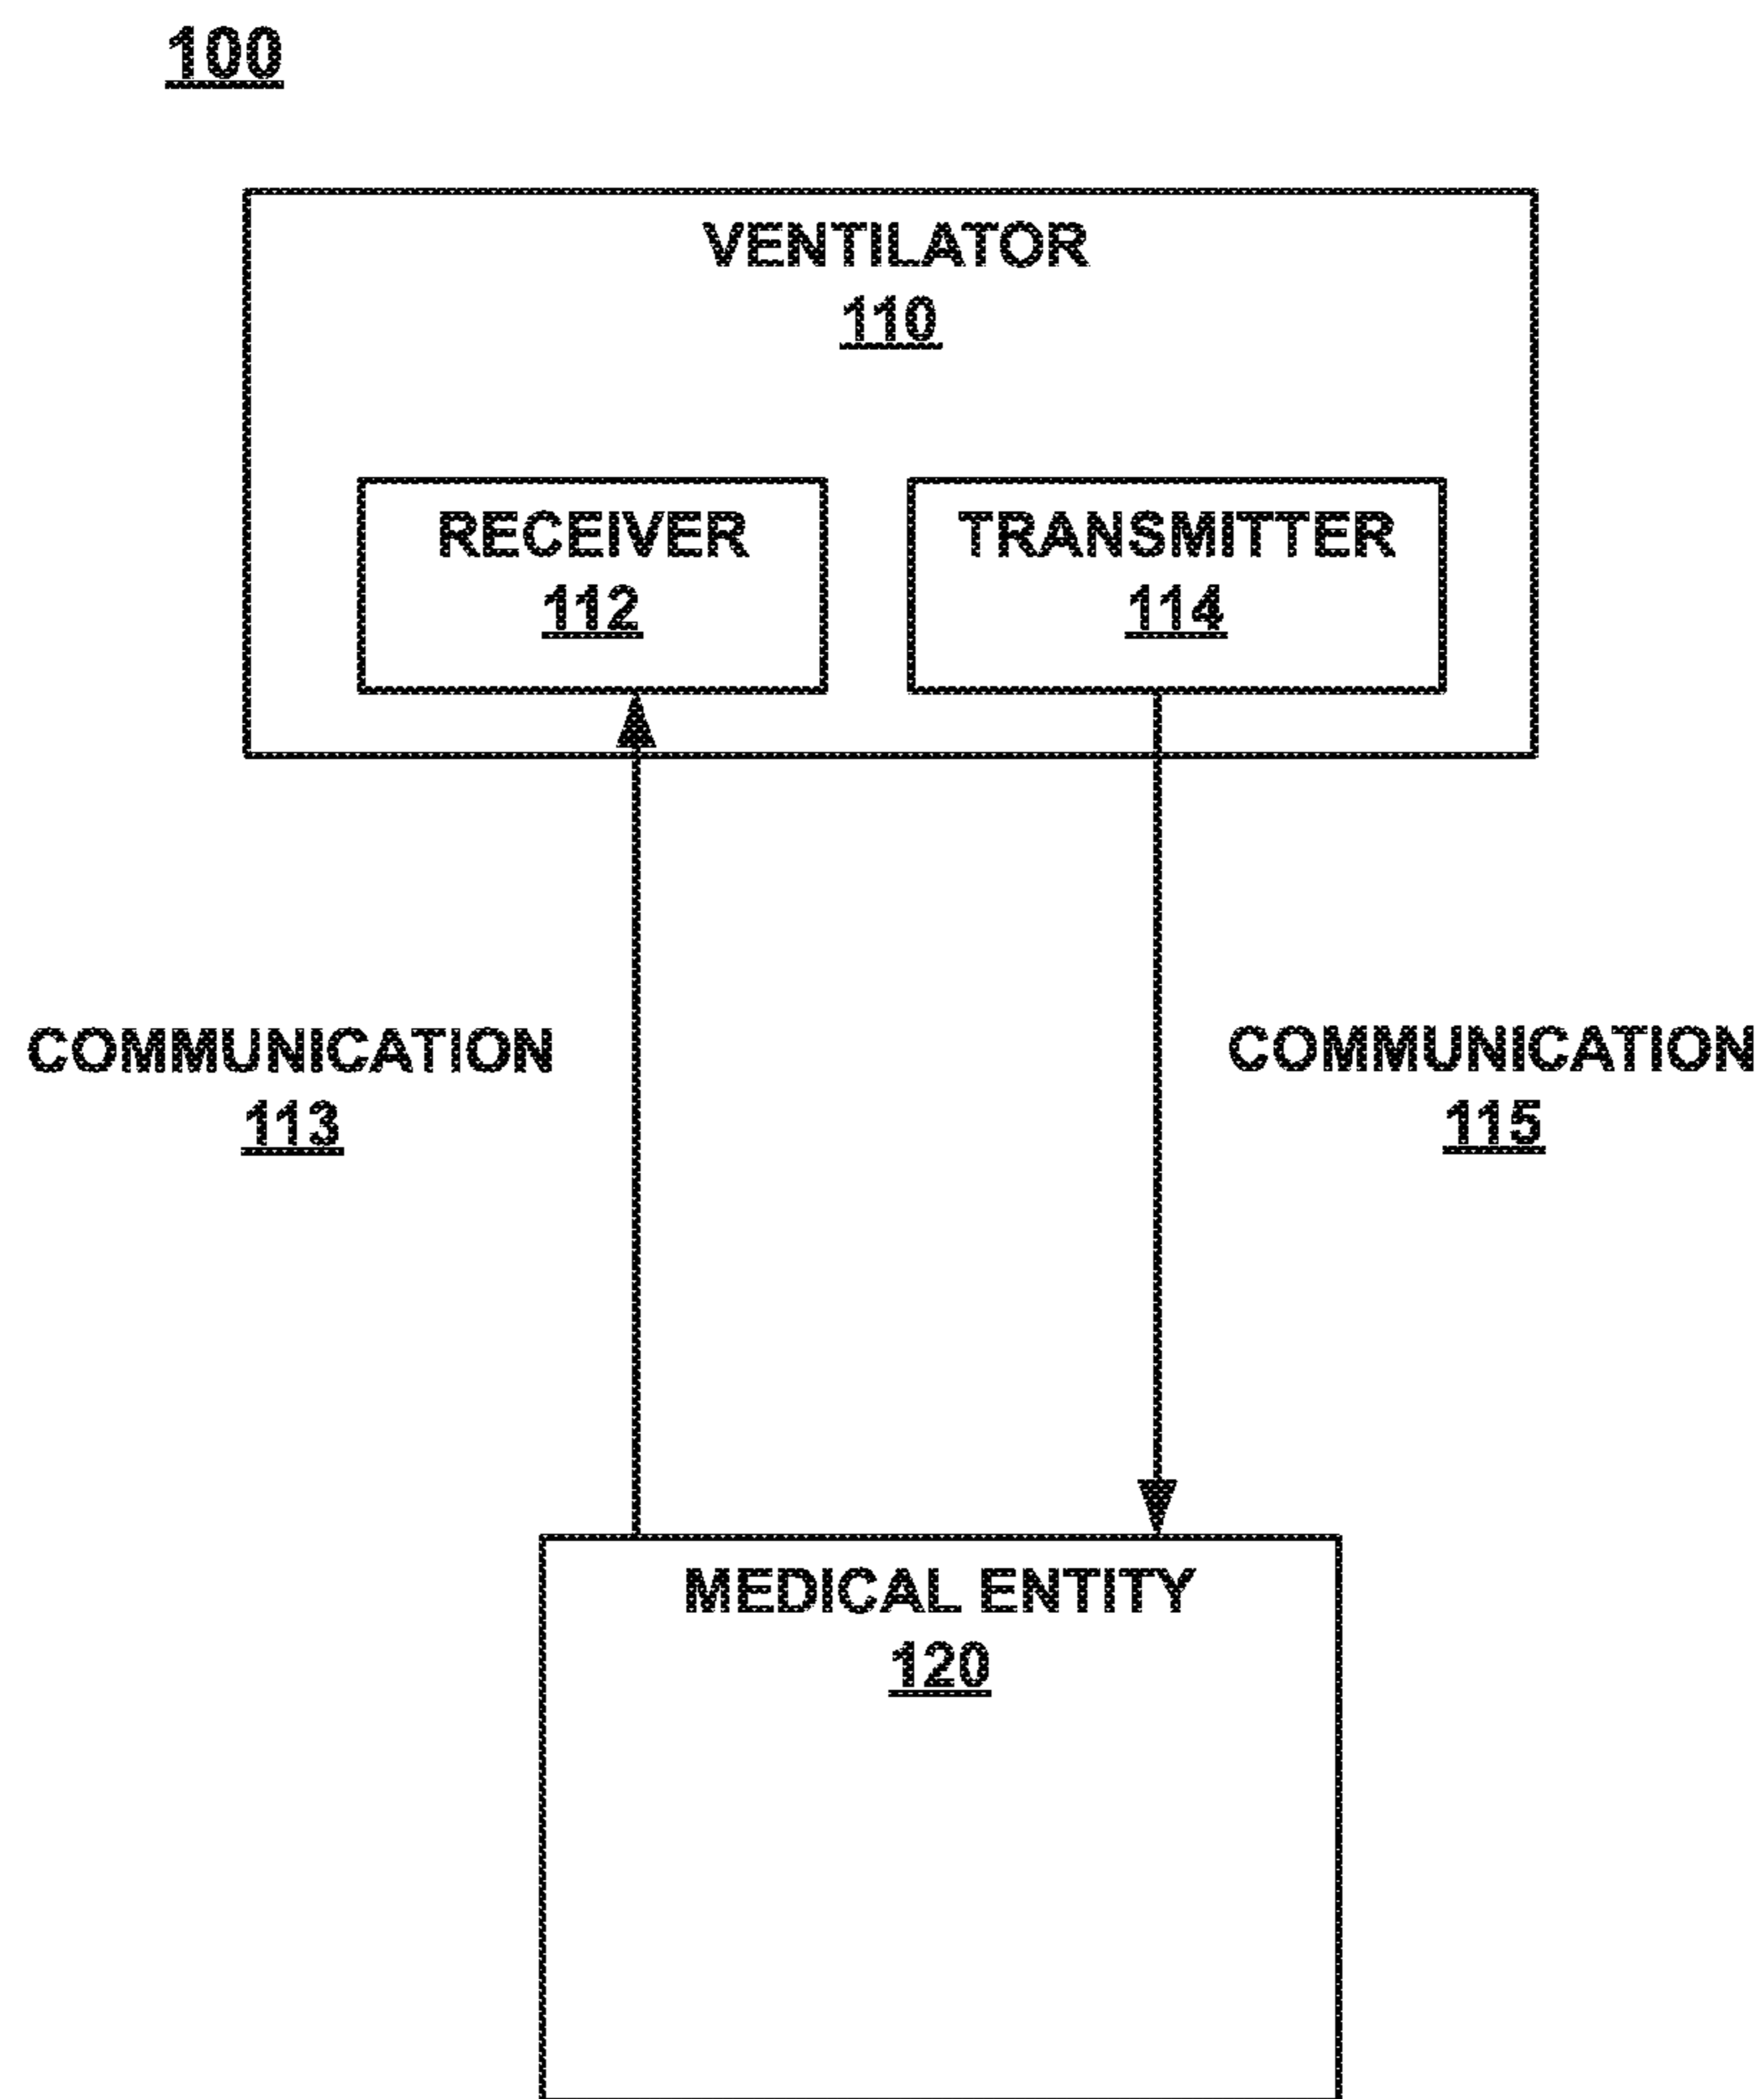 100
VENTILATOR
110
RECEIVER
112
TRANSMITTER
114
COMMUNICATION
113
COMMUNICATION
115
MEDICAL ENTITY
120